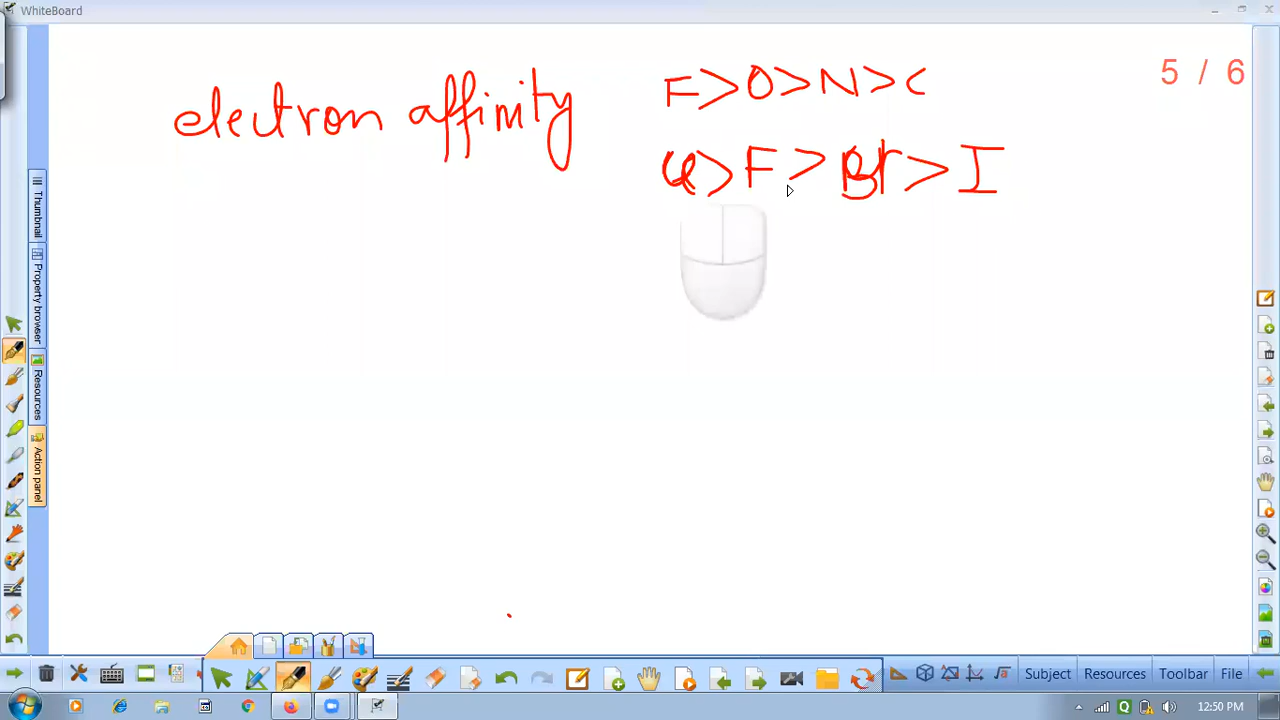 WhiteBoard
5 / 6
electron affinity
F>O>N>C
Cl>F>Br>I
Thumbnail
Property browser
Resources
Action panel
Subject Resources Toolbar File
12:50 PM